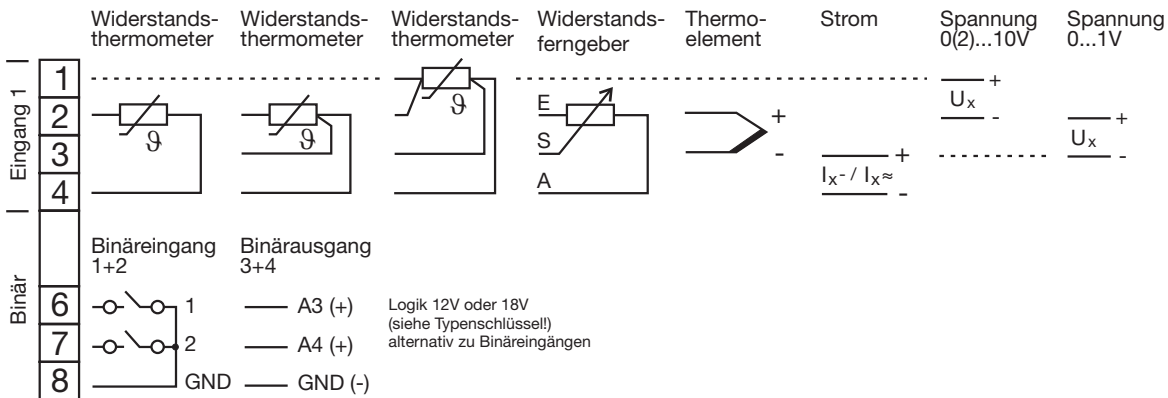 Widerstands-
thermometer
Widerstands-
thermometer
Widerstands-
thermometer
Widerstands-
ferngeber
Thermo-
element
Strom
Spannung
0(2)...10V
Spannung
0...1V
Eingang 1
1
2
3
4
ϑ
ϑ
ϑ
E
S
A
+
-
+
Ix- / Ix≈
-
+
Ux
-
+
Ux
-
Binär
6
7
8
Binäreingang
1+2
1
2
GND
Binärausgang
3+4
A3 (+)
A4 (+)
GND (-)
Logik 12V oder 18V
(siehe Typenschlüssel!)
alternativ zu Binäreingängen